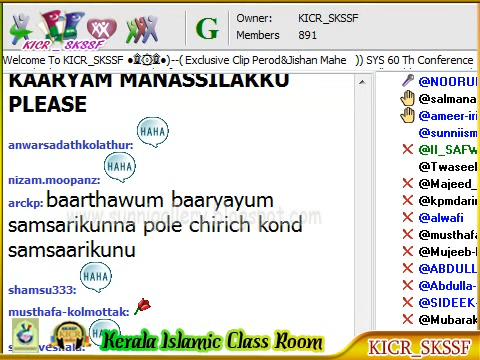 KICR_SKSSF
G
Owner: KICR_SKSSF
Members 891
Welcome To KICR_SKSSF ●۩۞۩●)--( Exclusive Clip Perod&Jishan Mahe )) SYS 60 Th Conference
KAARYAM MANASSILAKKU
PLEASE
anwarsadathkolathur: HAHA
nizam.moopanz: HAHA
arckp: baarthawum baaryayum
www.sunnigallery.blogspot.com
samsarikunna pole chirich kond
samsaarikunu
shamsu333: HAHA
musthafa-kolmottak:
HAHA
@NOORU
@salmana
@ameer-iri
@sunniism
@II_SAFW
@Twaseel
@Majeed_
@kpmdarin
@alwafi
@musthafa
@Mujeeb-l
@ABDULL
@Abdulla-
@SIDEEK-
@Mubarak
Kerala Islamic Class Room
KICR_SKSSF